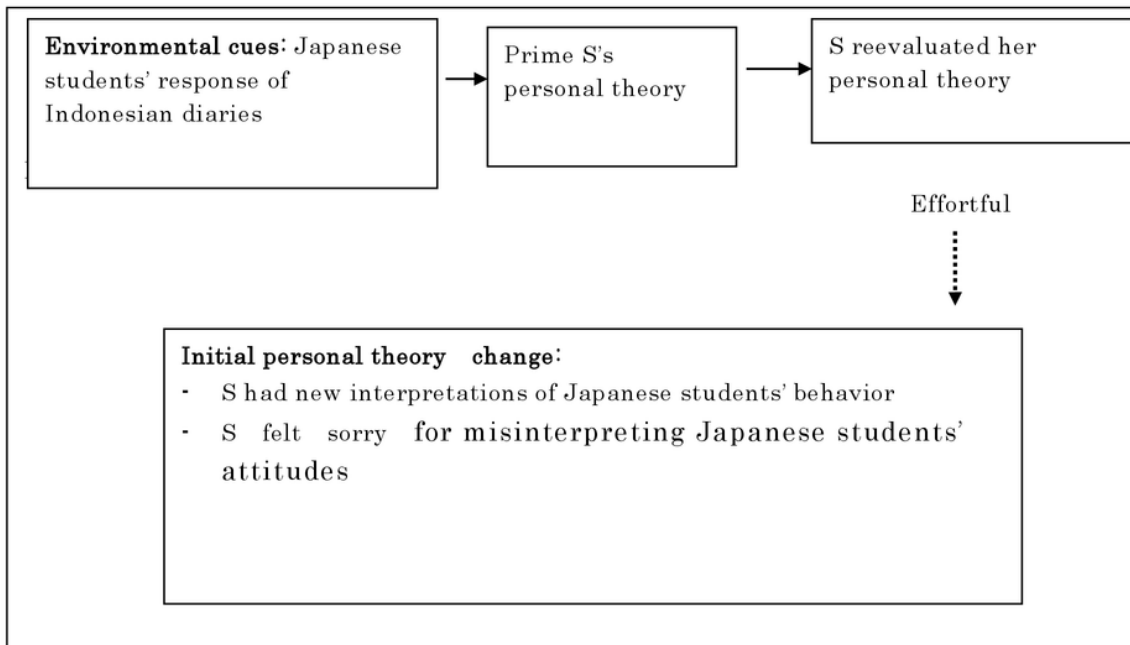 Environmental cues: Japanese
students' response of
Indonesian diaries
Prime S's
personal theory
S reevaluated her
personal theory
Effortful
Initial personal theory change:
- S had new interpretations of Japanese students' behavior
- S felt sorry for misinterpreting Japanese students'
attitudes